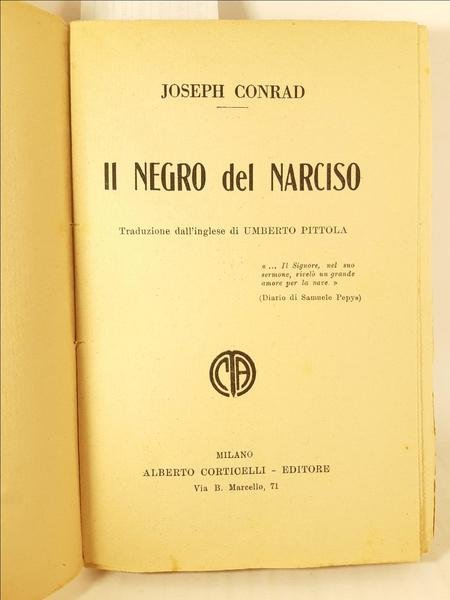 JOSEPH CONRAD
Il NEGRO del NARCISO
Traduzione dall'inglese di UMBERTO PITTOLA
« ... Il Signore, nel suo
sermone, rivelò un grande
amore per la nave. »
(Diario di Samuele Pepys)
CTA
MILANO
ALBERTO CORTICELLI - EDITORE
Via B. Marcello, 71